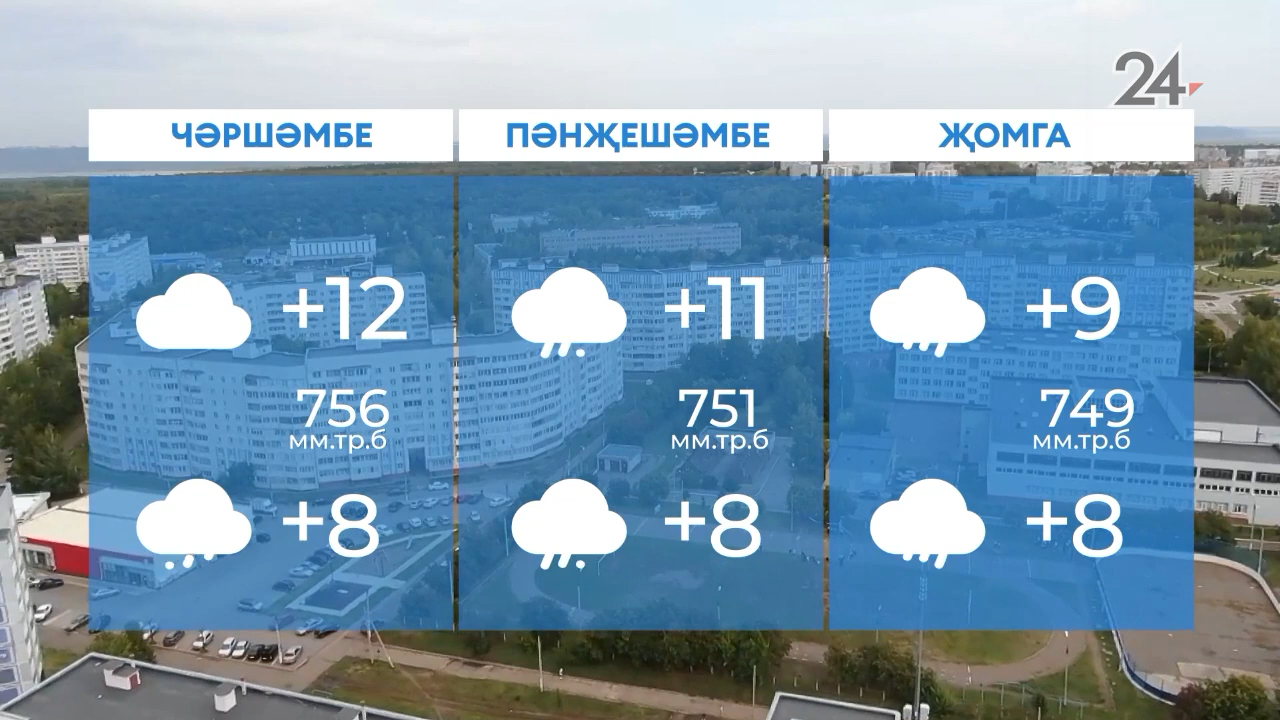 24
ЧӘРШӘМБЕ
ПӘНҖЕШӘМБЕ
ҖОМГА
+12
756
мм.тр.б
+8
+11
751
мм.тр.б
+8
+9
749
мм.тр.б
+8